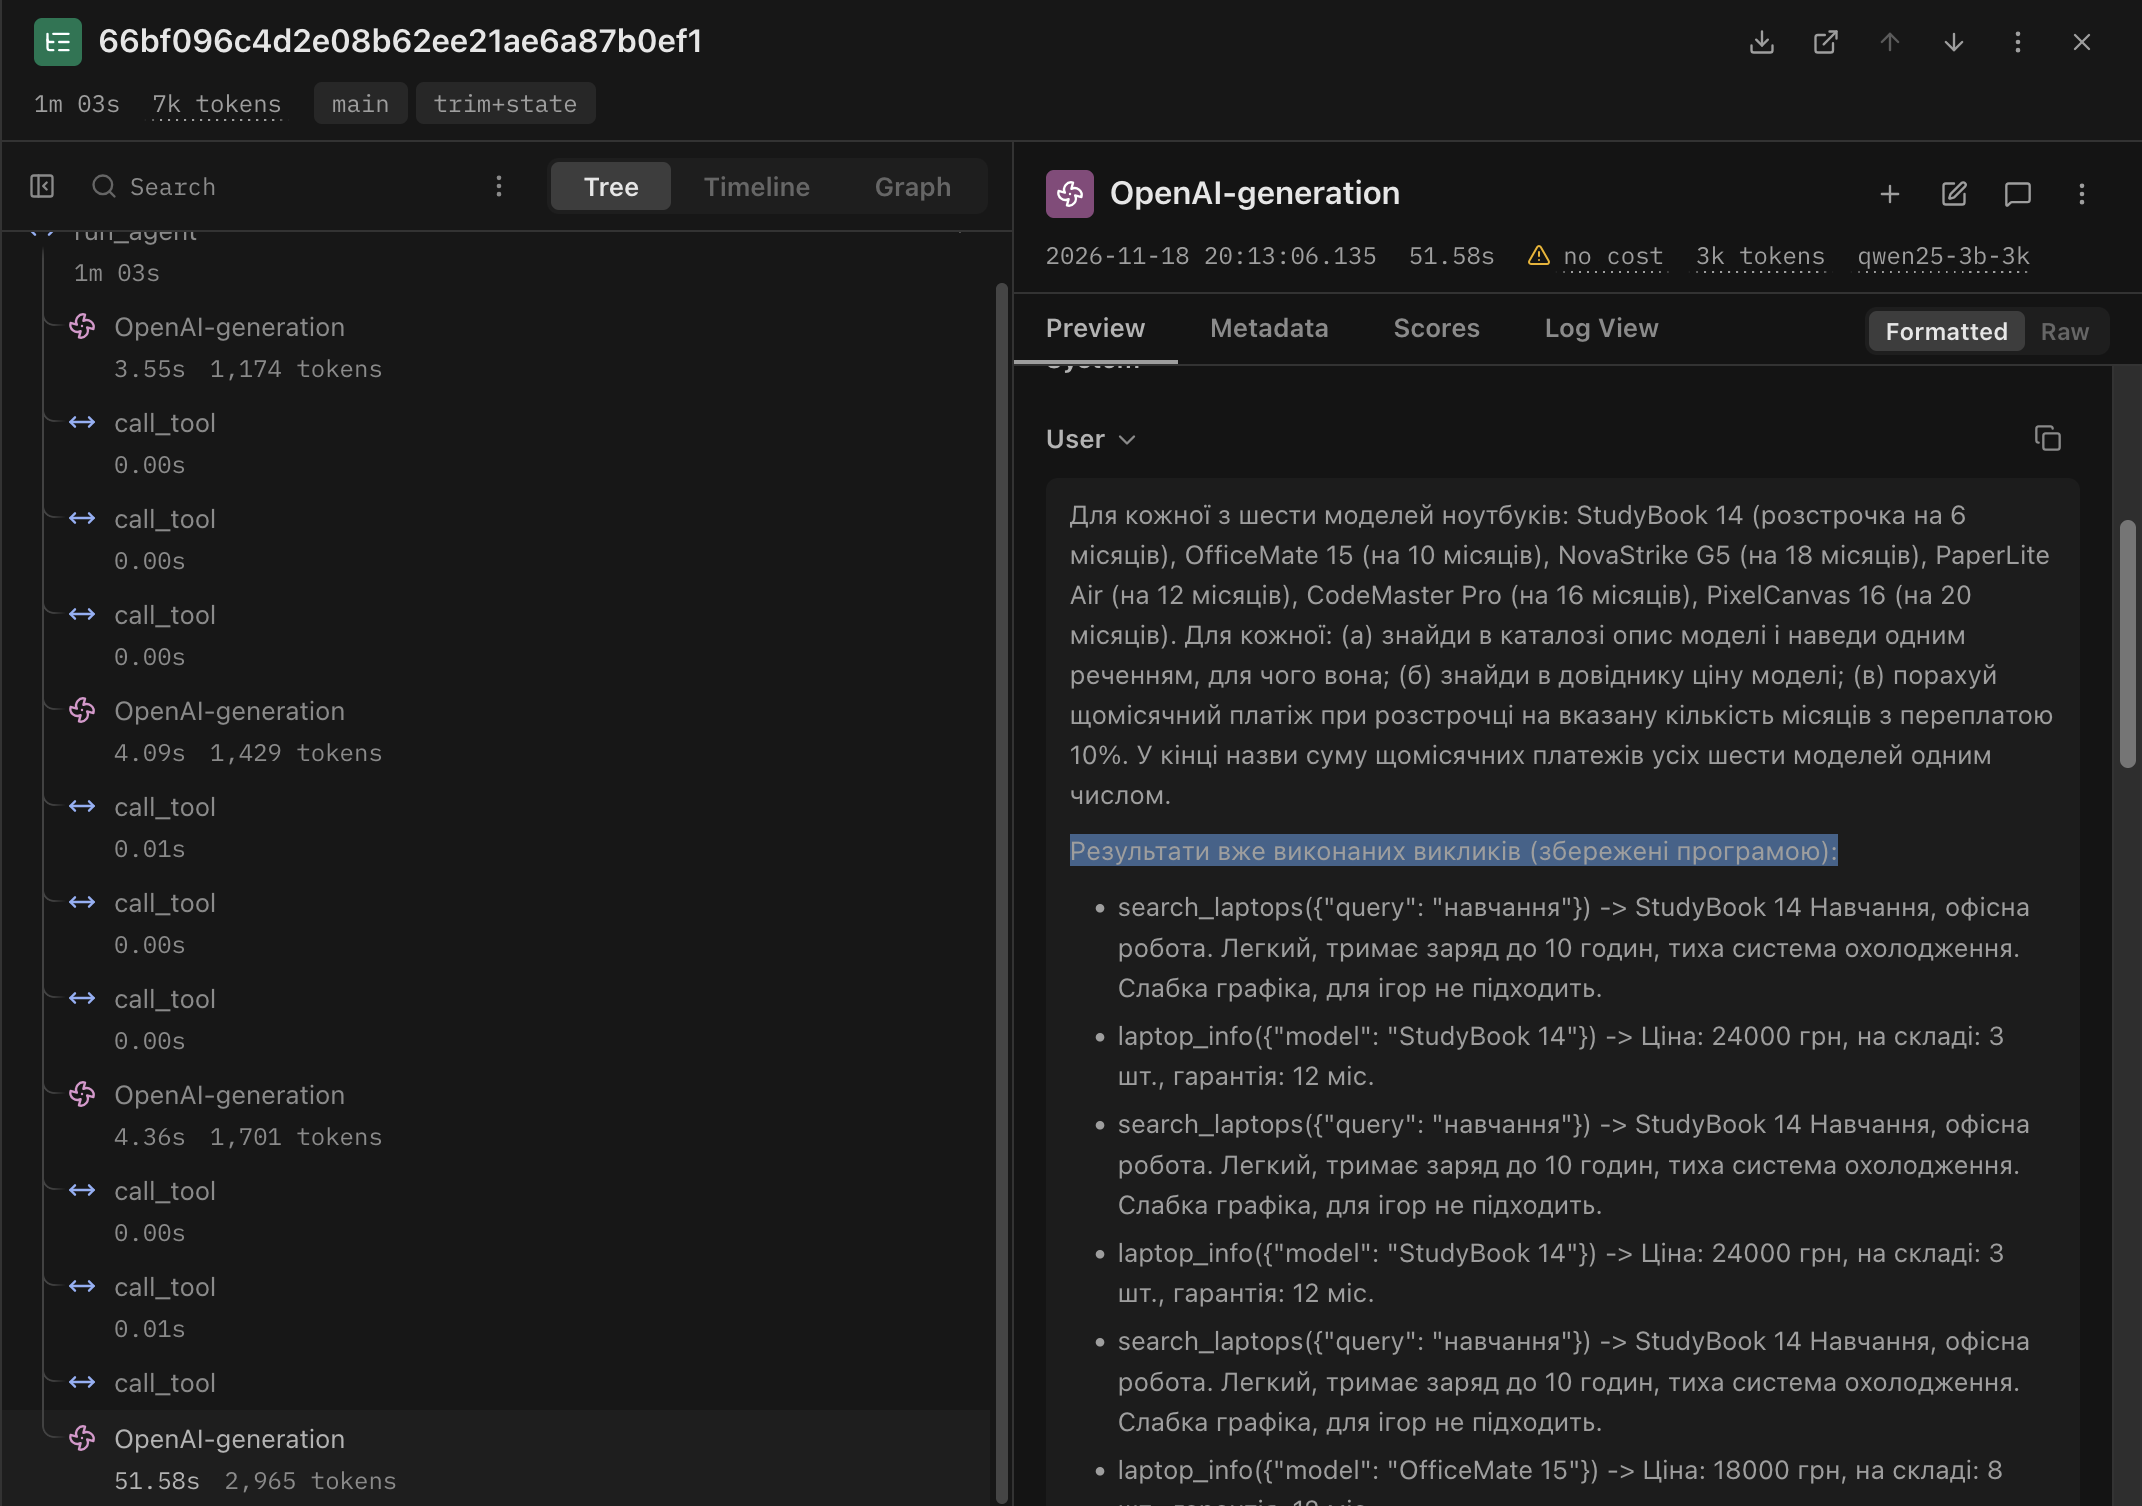 66bf096c4d2e08b62ee21ae6a87b0ef1
1m 03s 7k tokens main trim+state
Search
Tree Timeline Graph
run_agent
1m 03s
OpenAI-generation
3.55s 1,174 tokens
call_tool
0.00s
call_tool
0.00s
call_tool
0.00s
OpenAI-generation
4.09s 1,429 tokens
call_tool
0.01s
call_tool
0.00s
call_tool
0.00s
OpenAI-generation
4.36s 1,701 tokens
call_tool
0.00s
call_tool
0.01s
call_tool
OpenAI-generation
51.58s 2,965 tokens
OpenAI-generation
2026-11-18 20:13:06.135 51.58s no cost 3k tokens qwen25-3b-3k
Preview Metadata Scores Log View Formatted Raw
System
User
Для кожної з шести моделей ноутбуків: StudyBook 14 (розстрочка на 6
місяців), OfficeMate 15 (на 10 місяців), NovaStrike G5 (на 18 місяців), PaperLite
Air (на 12 місяців), CodeMaster Pro (на 16 місяців), PixelCanvas 16 (на 20
місяців). Для кожної: (а) знайди в каталозі опис моделі і наведи одним
реченням, для чого вона; (б) знайди в довіднику ціну моделі; (в) порахуй
щомісячний платіж при розстрочці на вказану кількість місяців з переплатою
10%. У кінці назви суму щомісячних платежів усіх шести моделей одним
числом.
Результати вже виконаних викликів (збережені програмою):
• search_laptops({"query": "навчання"}) -> StudyBook 14 Навчання, офісна
робота. Легкий, тримає заряд до 10 годин, тиха система охолодження.
Слабка графіка, для ігор не підходить.
• laptop_info({"model": "StudyBook 14"}) -> Ціна: 24000 грн, на складі: 3
шт., гарантія: 12 міс.
• search_laptops({"query": "навчання"}) -> StudyBook 14 Навчання, офісна
робота. Легкий, тримає заряд до 10 годин, тиха система охолодження.
Слабка графіка, для ігор не підходить.
• laptop_info({"model": "StudyBook 14"}) -> Ціна: 24000 грн, на складі: 3
шт., гарантія: 12 міс.
• search_laptops({"query": "навчання"}) -> StudyBook 14 Навчання, офісна
робота. Легкий, тримає заряд до 10 годин, тиха система охолодження.
Слабка графіка, для ігор не підходить.
• laptop_info({"model": "OfficeMate 15"}) -> Ціна: 18000 грн, на складі: 8